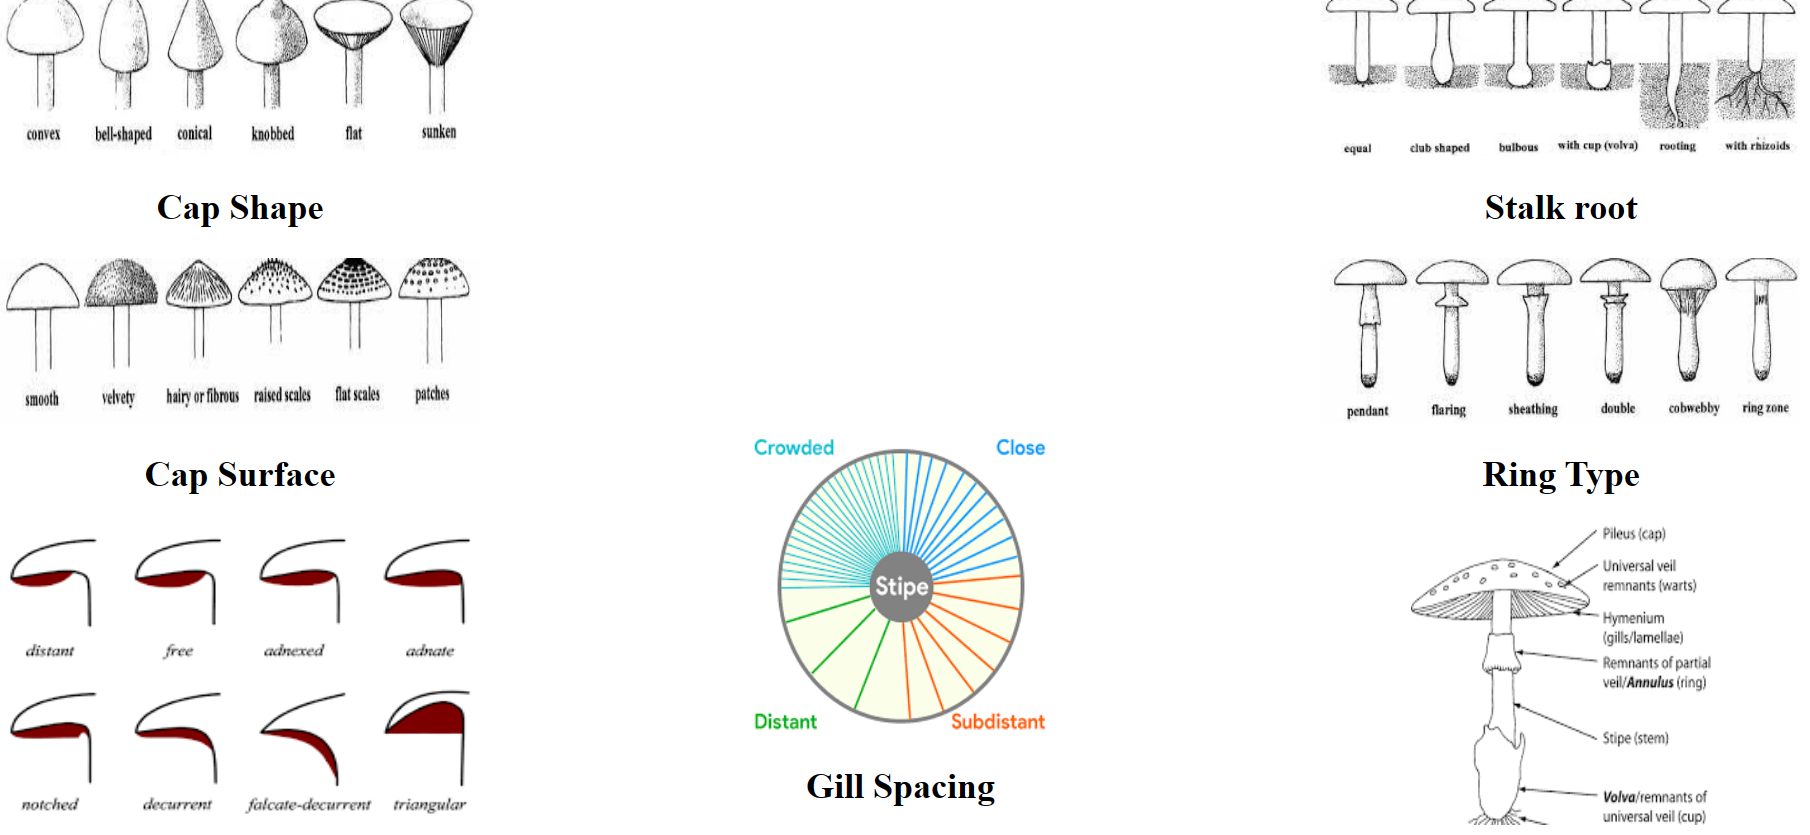 convex bell-shaped conical knobbed flat sunken
Cap Shape
smooth velvety hairy or fibrous raised scales flat scales patches
Cap Surface
distant free adnexed adnate
notched decurrent falcate-decurrent triangular
Crowded Close
Stipe
Distant Subdistant
Gill Spacing
equal club shaped bulbous with cup (volva) rooting with rhizoids
Stalk root
pendant flaring sheathing double cobwebby ring zone
Ring Type
Pileus (cap)
Universal veil
remnants (warts)
Hymenium
(gills/lamellae)
Remnants of partial
veil/Annulus (ring)
Stipe (stem)
Volva/remnants of
universal veil (cup)